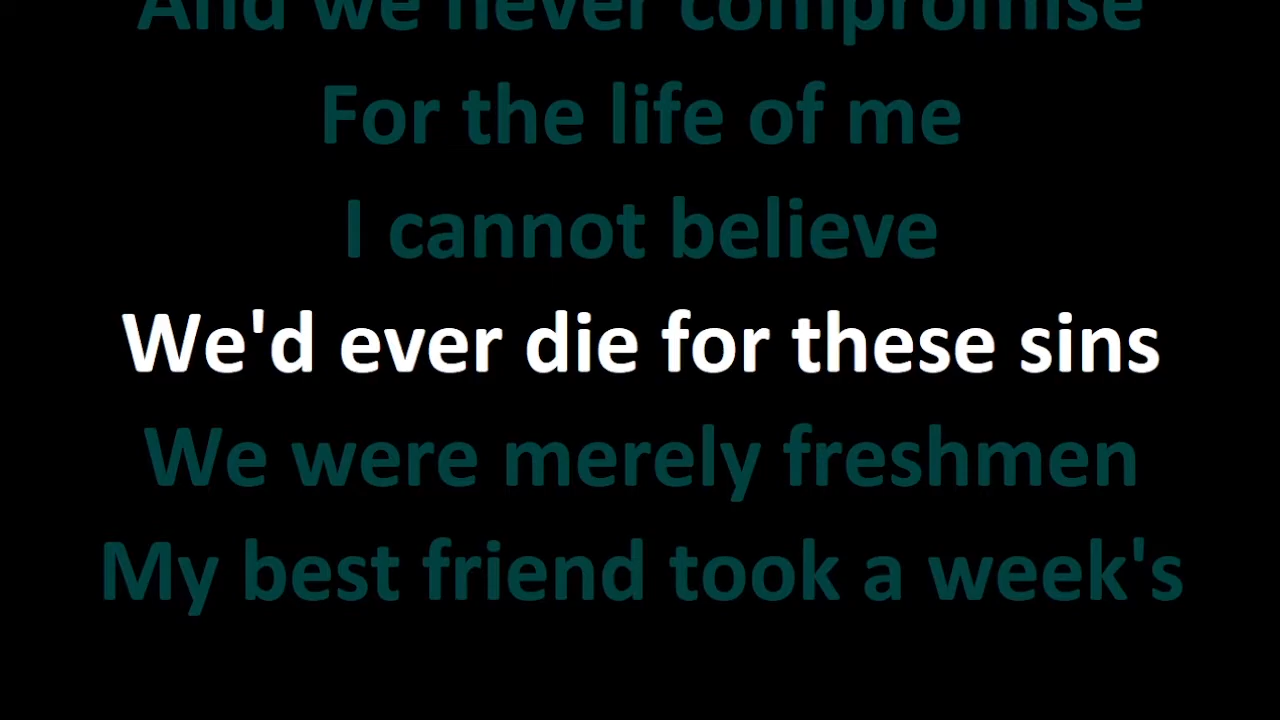 And we never compromise
For the life of me
I cannot believe
We'd ever die for these sins
We were merely freshmen
My best friend took a week's